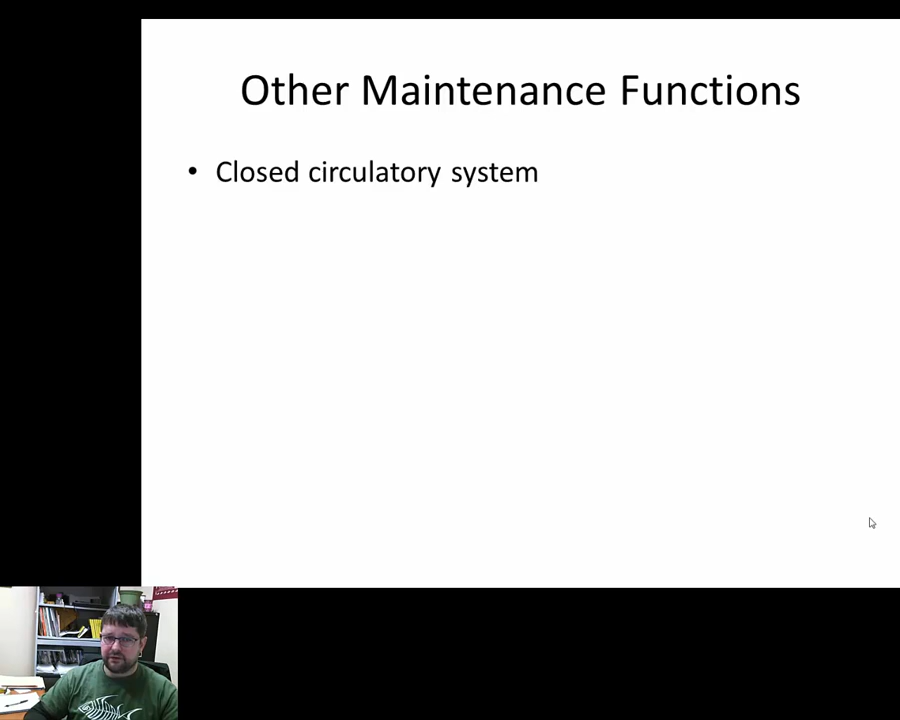 Other Maintenance Functions
• Closed circulatory system